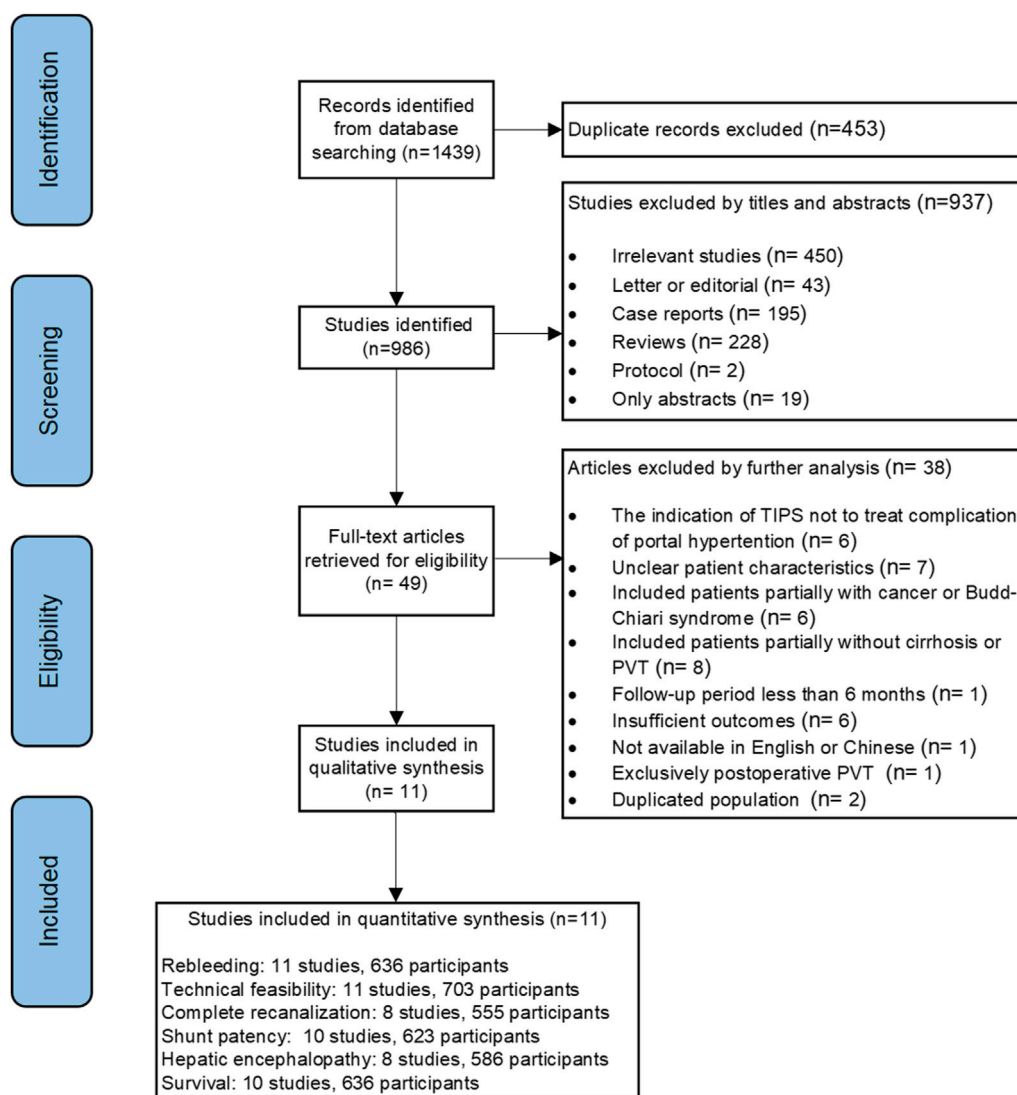 Identification
Records identified
from database
searching (n=1439)
Duplicate records excluded (n=453)
Studies excluded by titles and abstracts (n=937)
• Irrelevant studies (n= 450)
• Letter or editorial (n= 43)
• Case reports (n= 195)
• Reviews (n= 228)
• Protocol (n= 2)
• Only abstracts (n= 19)
Screening
Studies identified
(n=986)
Articles excluded by further analysis (n= 38)
• The indication of TIPS not to treat complication
of portal hypertention (n= 6)
• Unclear patient characteristics (n= 7)
• Included patients partially with cancer or Budd-
Chiari syndrome (n= 6)
• Included patients partially without cirrhosis or
PVT (n= 8)
• Follow-up period less than 6 months (n= 1)
• Insufficient outcomes (n= 6)
• Not available in English or Chinese (n= 1)
• Exclusively postoperative PVT (n= 1)
• Duplicated population (n= 2)
Eligibility
Full-text articles
retrieved for eligibility
(n= 49)
Studies included in
qualitative synthesis
(n= 11)
Included
Studies included in quantitative synthesis (n=11)
Rebleeding: 11 studies, 636 participants
Technical feasibility: 11 studies, 703 participants
Complete recanalization: 8 studies, 555 participants
Shunt patency: 10 studies, 623 participants
Hepatic encephalopathy: 8 studies, 586 participants
Survival: 10 studies, 636 participants